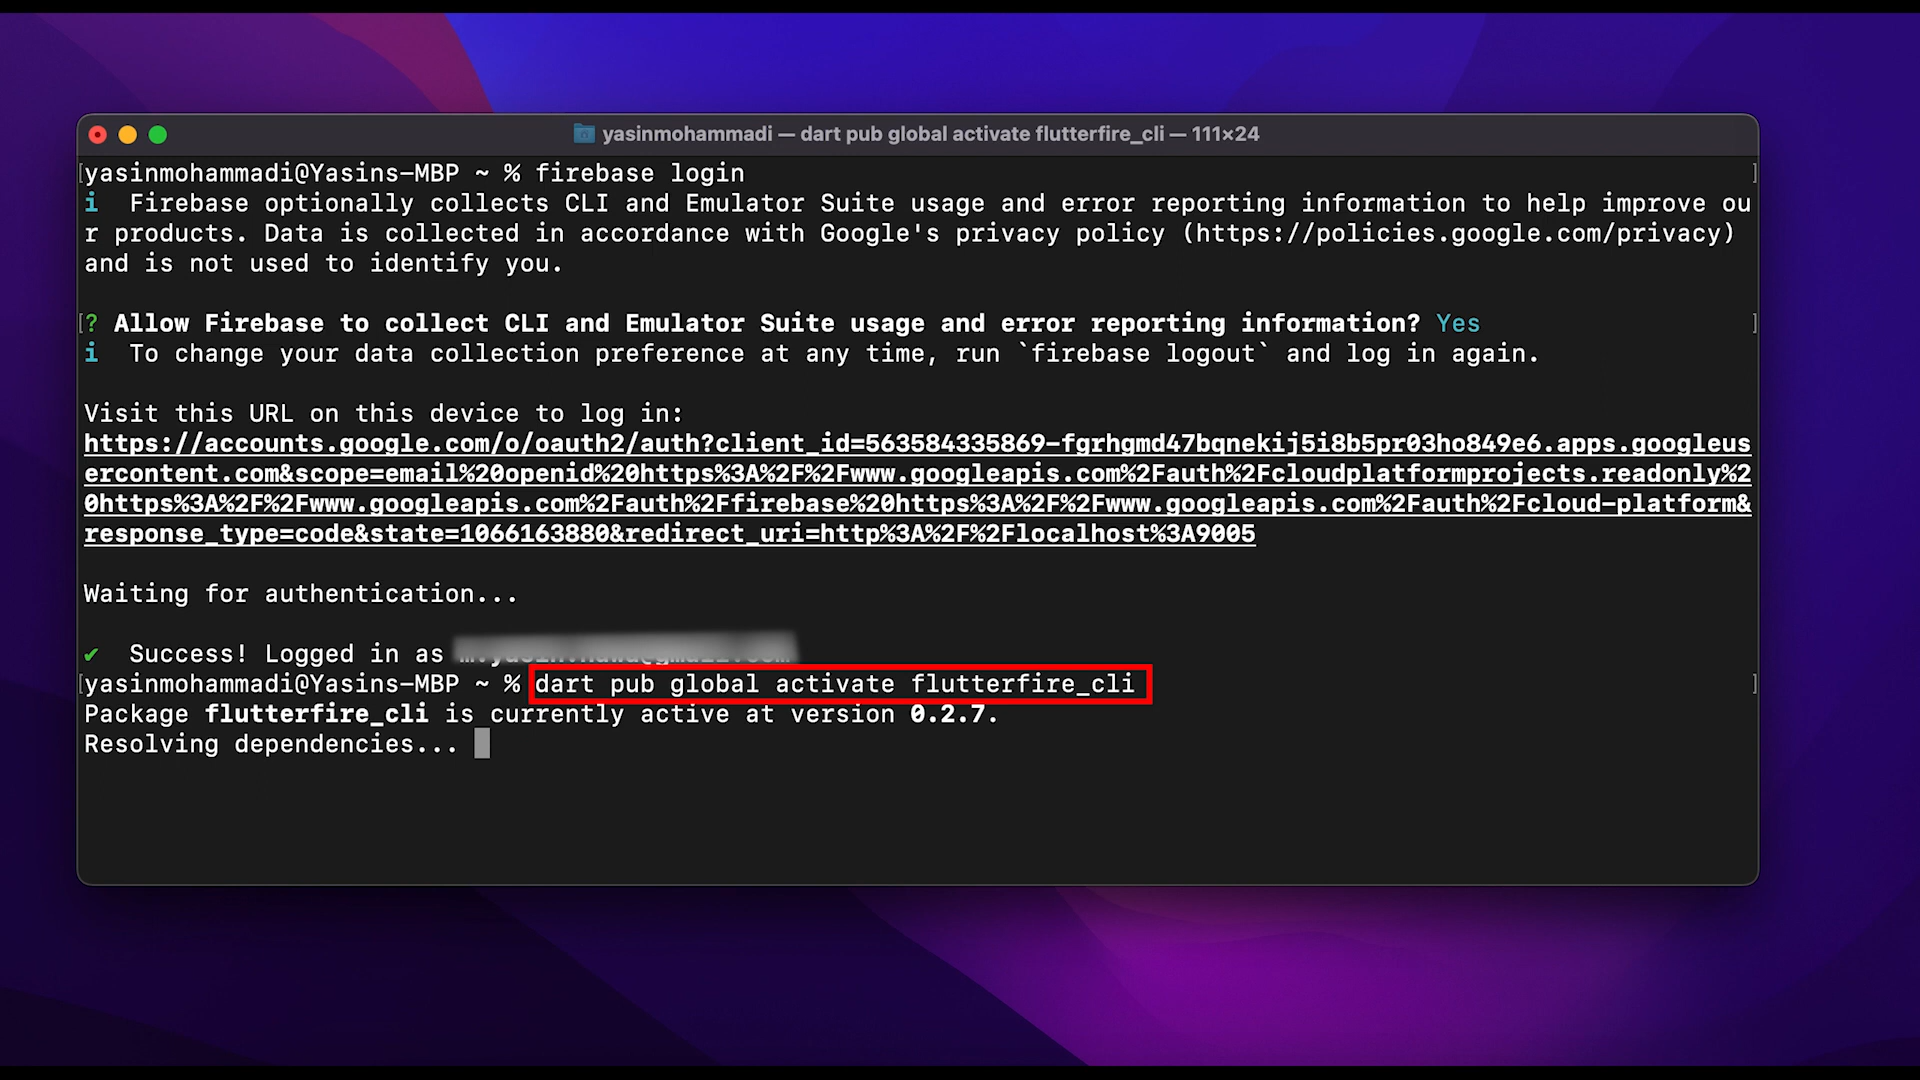 yasinmohammadi — dart pub global activate flutterfire_cli — 111×24
[yasinmohammadi@Yasins-MBP ~ % firebase login ]
i  Firebase optionally collects CLI and Emulator Suite usage and error reporting information to help improve ou
r products. Data is collected in accordance with Google's privacy policy (https://policies.google.com/privacy)
and is not used to identify you.
[? Allow Firebase to collect CLI and Emulator Suite usage and error reporting information? Yes ]
i  To change your data collection preference at any time, run `firebase logout` and log in again.
Visit this URL on this device to log in:
https://accounts.google.com/o/oauth2/auth?client_id=563584335869-fgrhgmd47bqnekij5i8b5pr03ho849e6.apps.googleus
ercontent.com&scope=email%20openid%20https%3A%2F%2Fwww.googleapis.com%2Fauth%2Fcloudplatformprojects.readonly%2
0https%3A%2F%2Fwww.googleapis.com%2Fauth%2Ffirebase%20https%3A%2F%2Fwww.googleapis.com%2Fauth%2Fcloud-platform&
response_type=code&state=1066163880&redirect_uri=http%3A%2F%2Flocalhost%3A9005
Waiting for authentication...
✔  Success! Logged in as
[yasinmohammadi@Yasins-MBP ~ % dart pub global activate flutterfire_cli ]
Package flutterfire_cli is currently active at version 0.2.7.
Resolving dependencies...